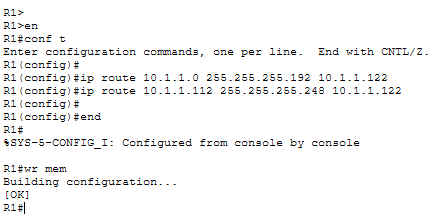 R1>
R1>en
R1#conf t
Enter configuration commands, one per line.  End with CNTL/Z.
R1(config)#
R1(config)#ip route 10.1.1.0 255.255.255.192 10.1.1.122
R1(config)#ip route 10.1.1.112 255.255.255.248 10.1.1.122
R1(config)#
R1(config)#end
R1#
%SYS-5-CONFIG_I: Configured from console by console
R1#wr mem
Building configuration...
[OK]
R1#